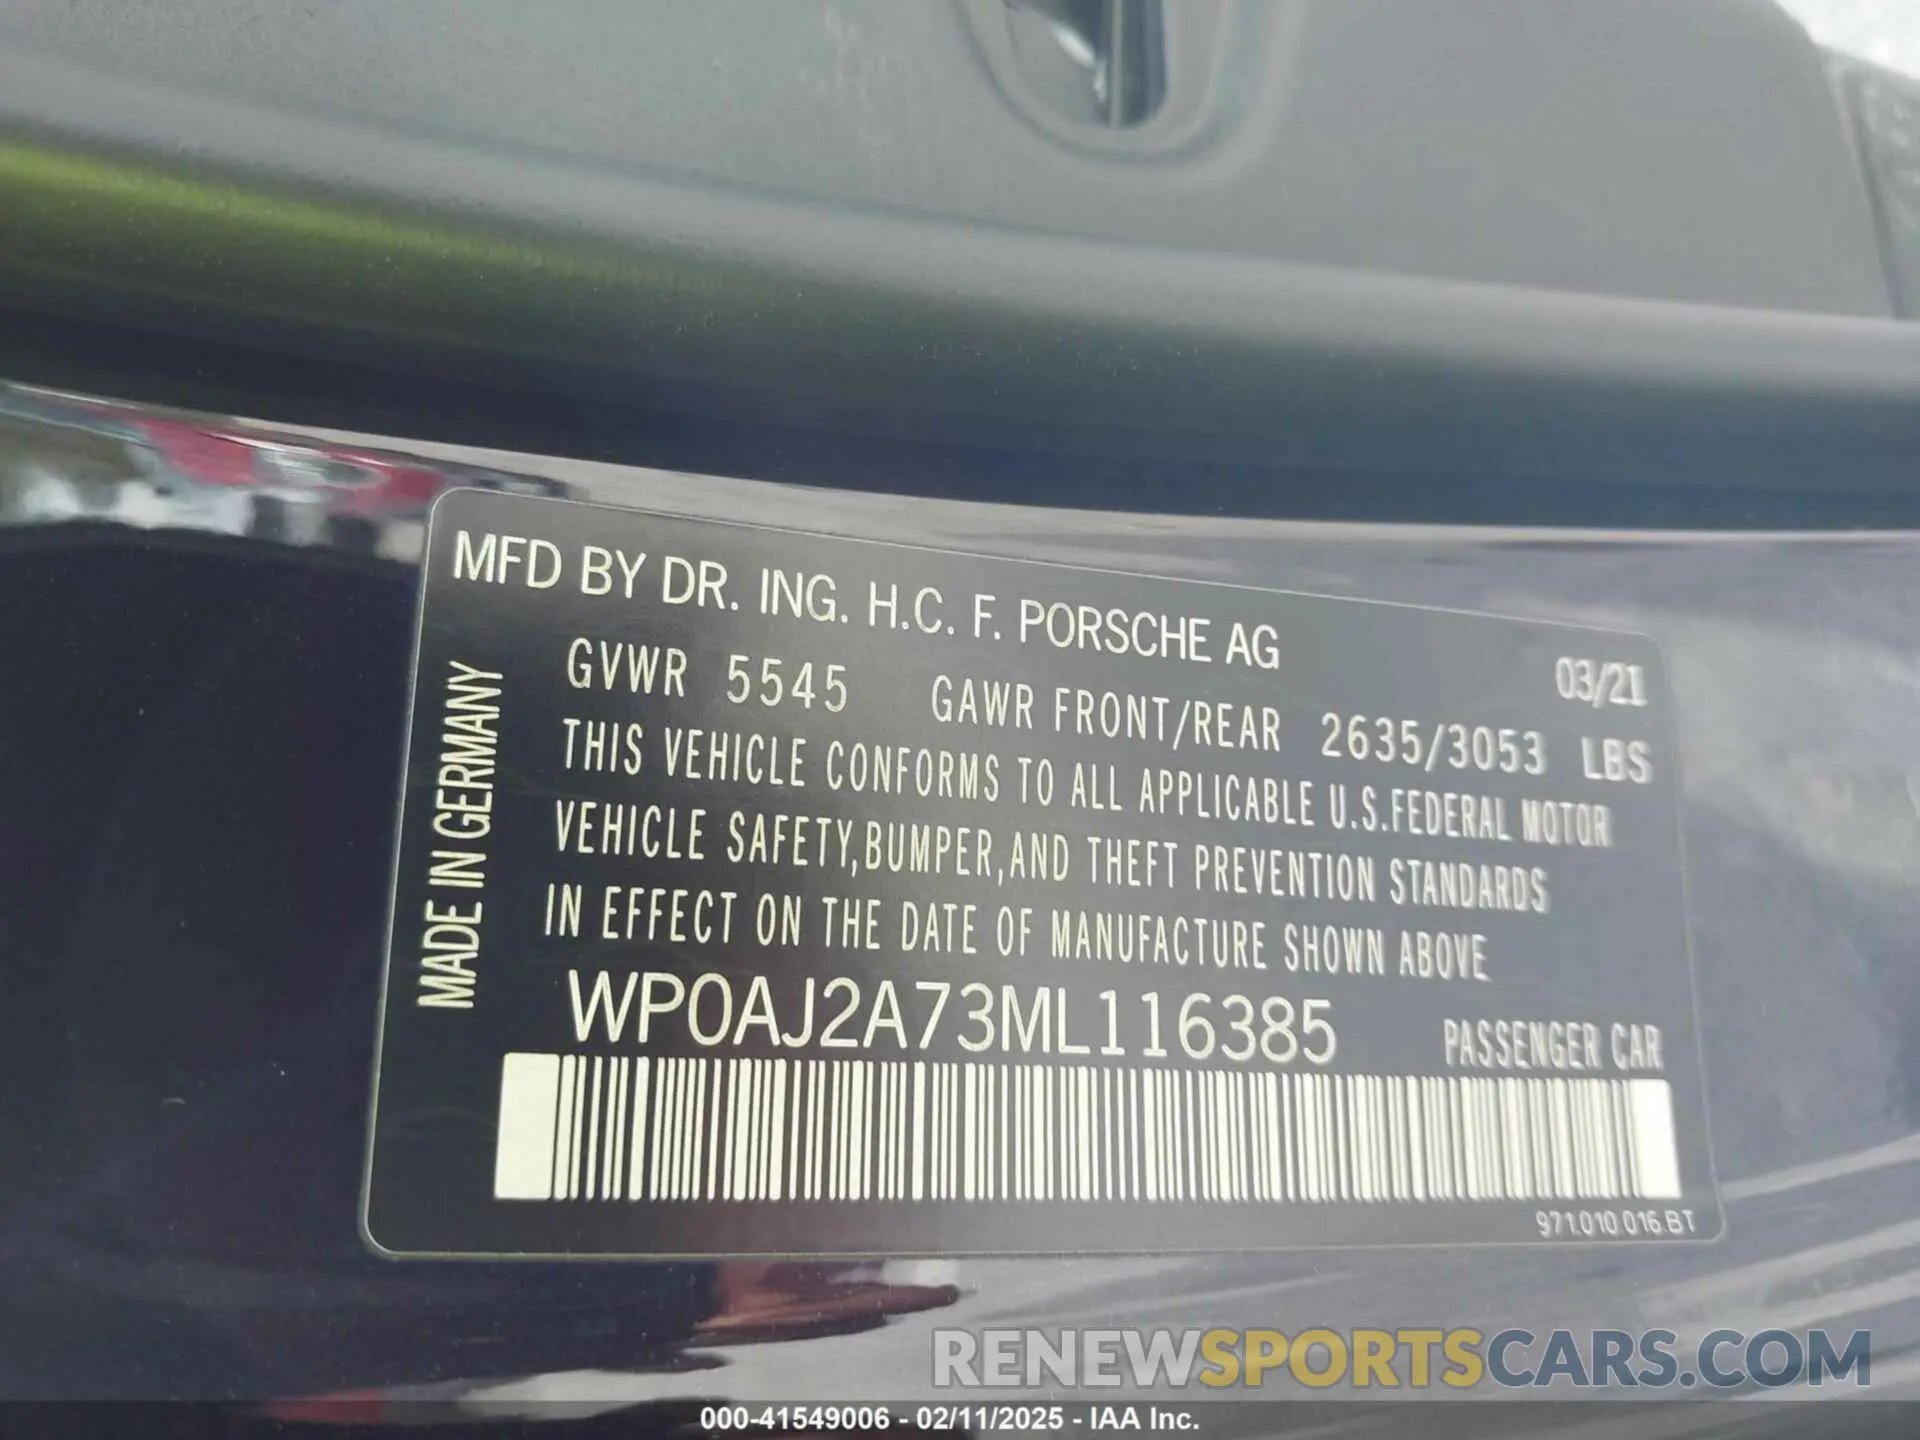 MFD BY DR. ING. H.C. F. PORSCHE AG
03/21
GVWR 5545 GAWR FRONT/REAR 2635/3053 LBS
THIS VEHICLE CONFORMS TO ALL APPLICABLE U.S.FEDERAL MOTOR
VEHICLE SAFETY,BUMPER,AND THEFT PREVENTION STANDARDS
IN EFFECT ON THE DATE OF MANUFACTURE SHOWN ABOVE
WP0AJ2A73ML116385 PASSENGER CAR
MADE IN GERMANY
971.010.016.BT
RENEWSPORTSCARS.COM
000-41549006 - 02/11/2025 - IAA Inc.